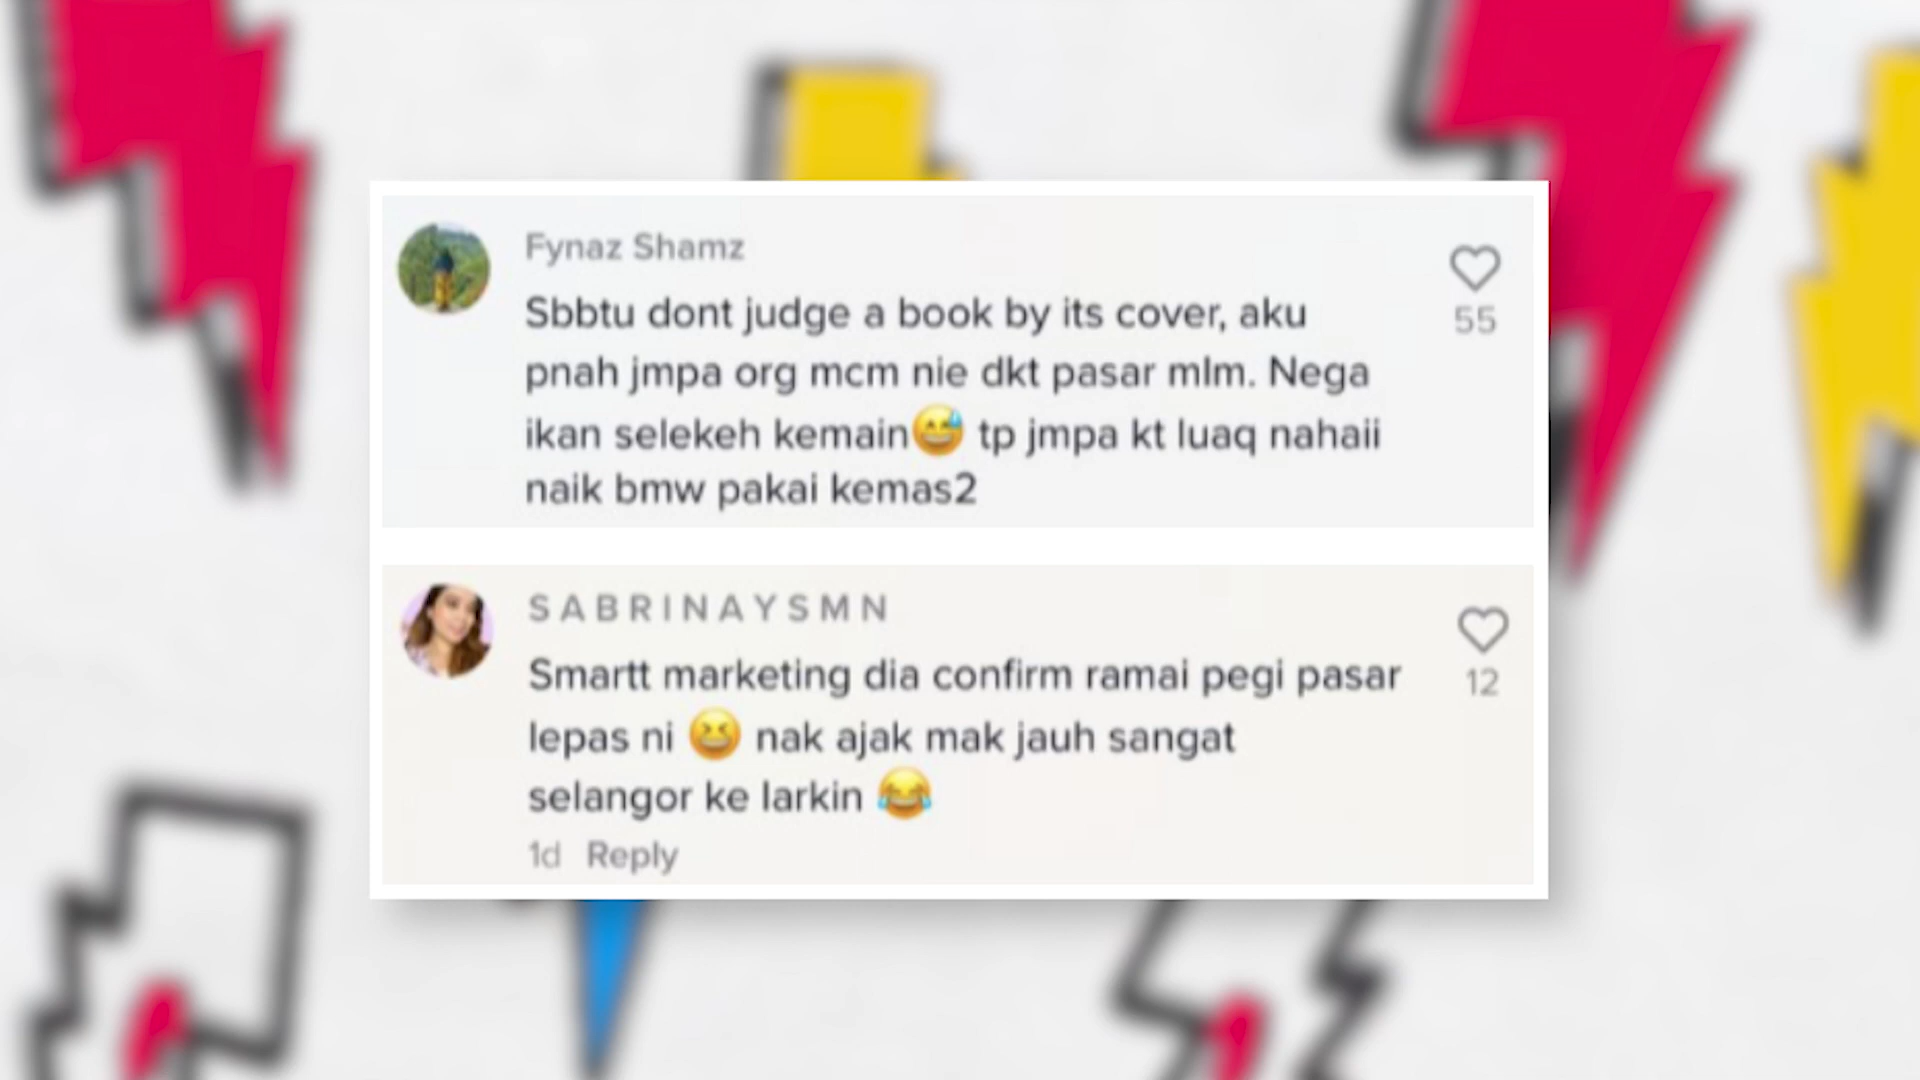 Fynaz Shamz
Sbbtu dont judge a book by its cover, aku
pnah jmpa org mcm nie dkt pasar mlm. Nega
ikan selekeh kemain😅 tp jmpa kt luaq nahaii
naik bmw pakai kemas2
55
S A B R I N A Y S M N
Smartt marketing dia confirm ramai pegi pasar
lepas ni 😆 nak ajak mak jauh sangat
selangor ke larkin 😂
1d Reply
12